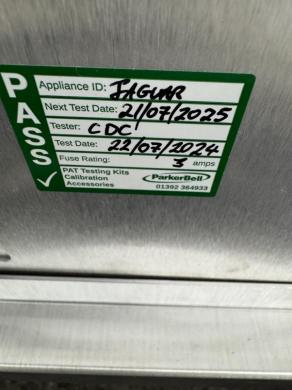 PASS
Appliance ID: JAGUAR
Next Test Date: 21/07/2025
Tester: CDC
Test Date: 22/07/2024
Fuse Rating: 3 amps
PAT Testing Kits
Calibration
Accessories
ParkerBell
01392 364933